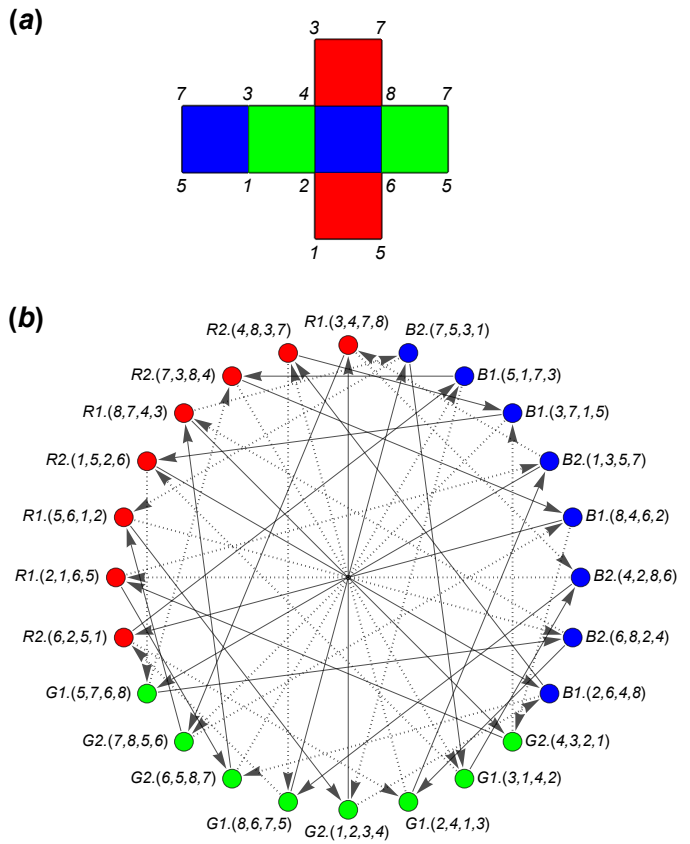 (a)
3 7
7 3 4 8 7
5 1 2 6 5
1 5
(b)
R1.(3,4,7,8)
R2.(4,8,3,7) B2.(7,5,3,1)
R2.(7,3,8,4) B1.(5,1,7,3)
R1.(8,7,4,3) B1.(3,7,1,5)
R2.(1,5,2,6) B2.(1,3,5,7)
R1.(5,6,1,2) B1.(8,4,6,2)
R1.(2,1,6,5) B2.(4,2,8,6)
R2.(6,2,5,1) B2.(6,8,2,4)
G1.(5,7,6,8) B1.(2,6,4,8)
G2.(7,8,5,6) G2.(4,3,2,1)
G2.(6,5,8,7) G1.(3,1,4,2)
G1.(8,6,7,5) G1.(2,4,1,3)
G2.(1,2,3,4)